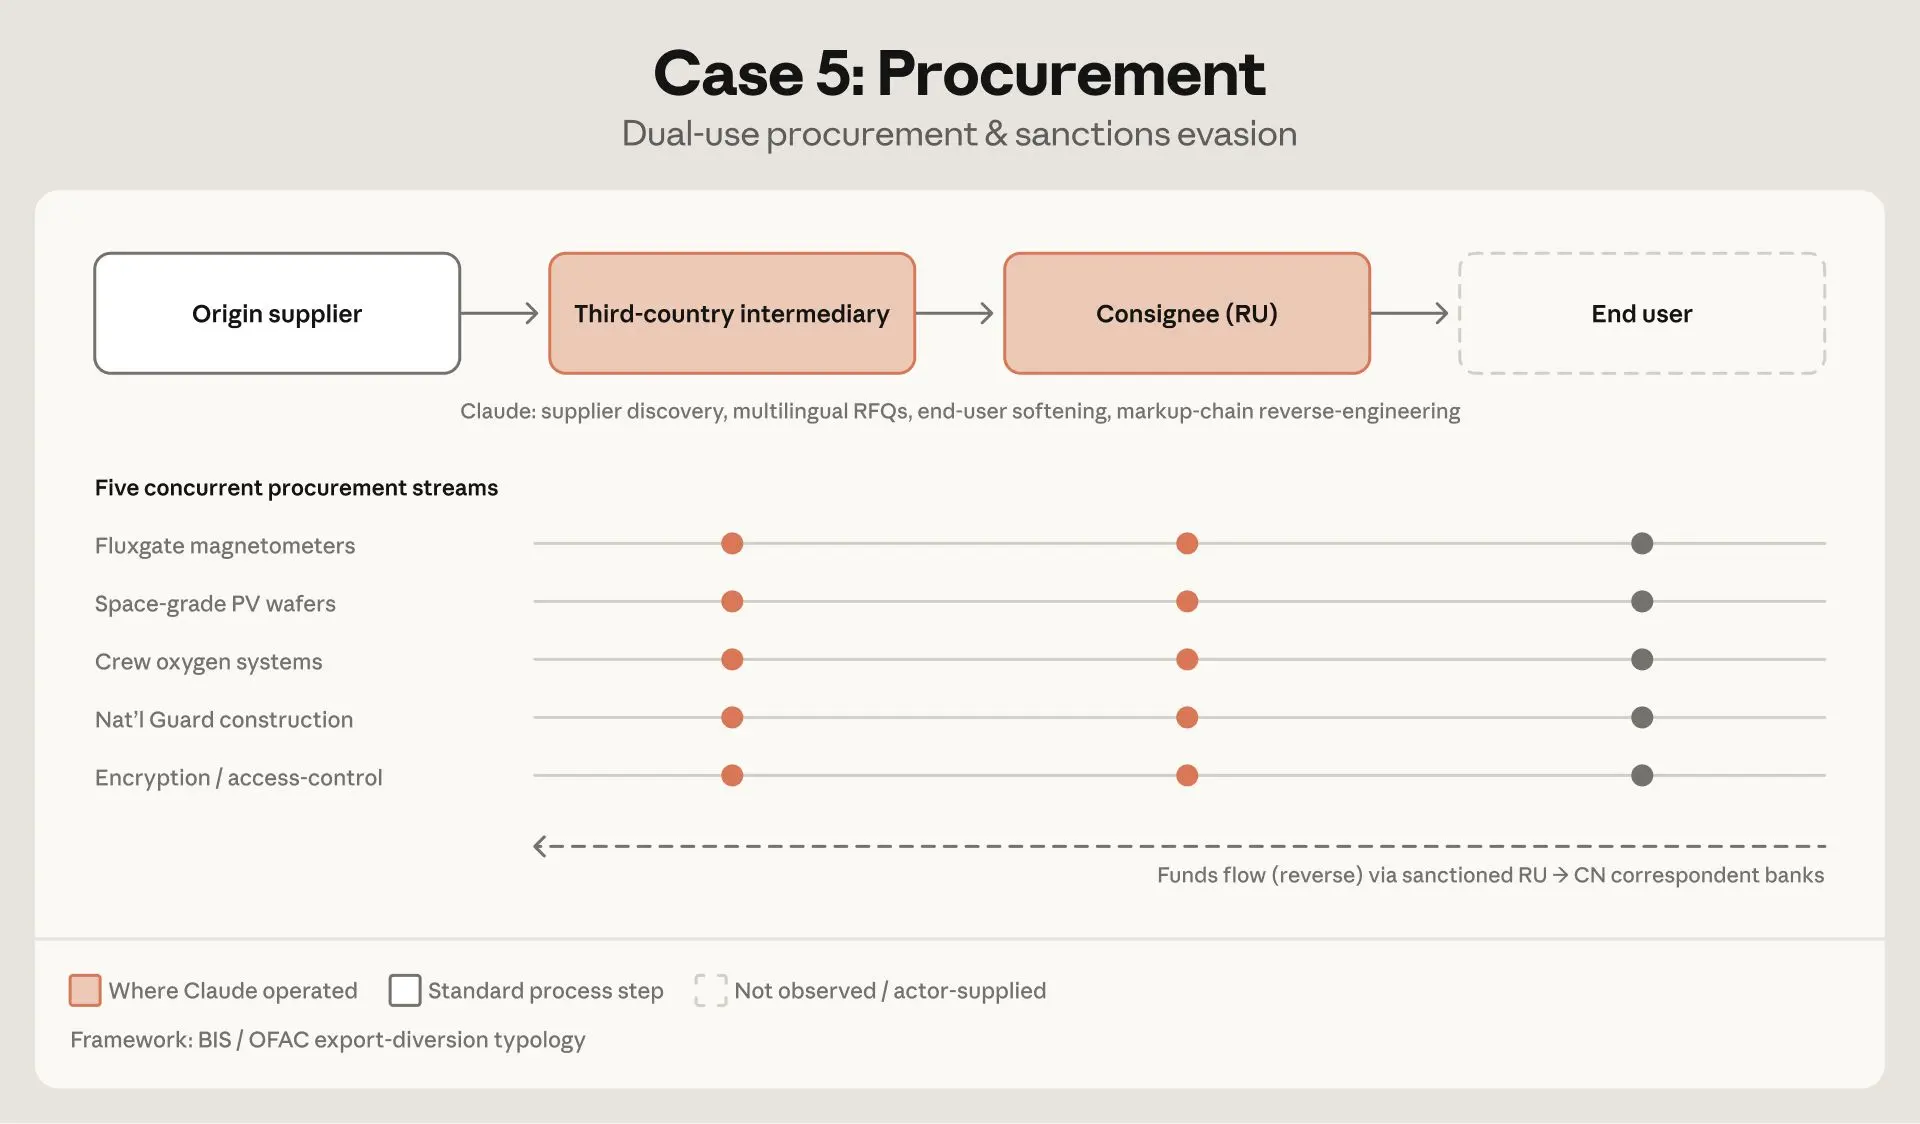 Case 5: Procurement
Dual-use procurement & sanctions evasion
Origin supplier
Third-country intermediary
Consignee (RU)
End user
Claude: supplier discovery, multilingual RFQs, end-user softening, markup-chain reverse-engineering
Five concurrent procurement streams
Fluxgate magnetometers
Space-grade PV wafers
Crew oxygen systems
Nat’l Guard construction
Encryption / access-control
Funds flow (reverse) via sanctioned RU → CN correspondent banks
Where Claude operated
Standard process step
Not observed / actor-supplied
Framework: BIS / OFAC export-diversion typology